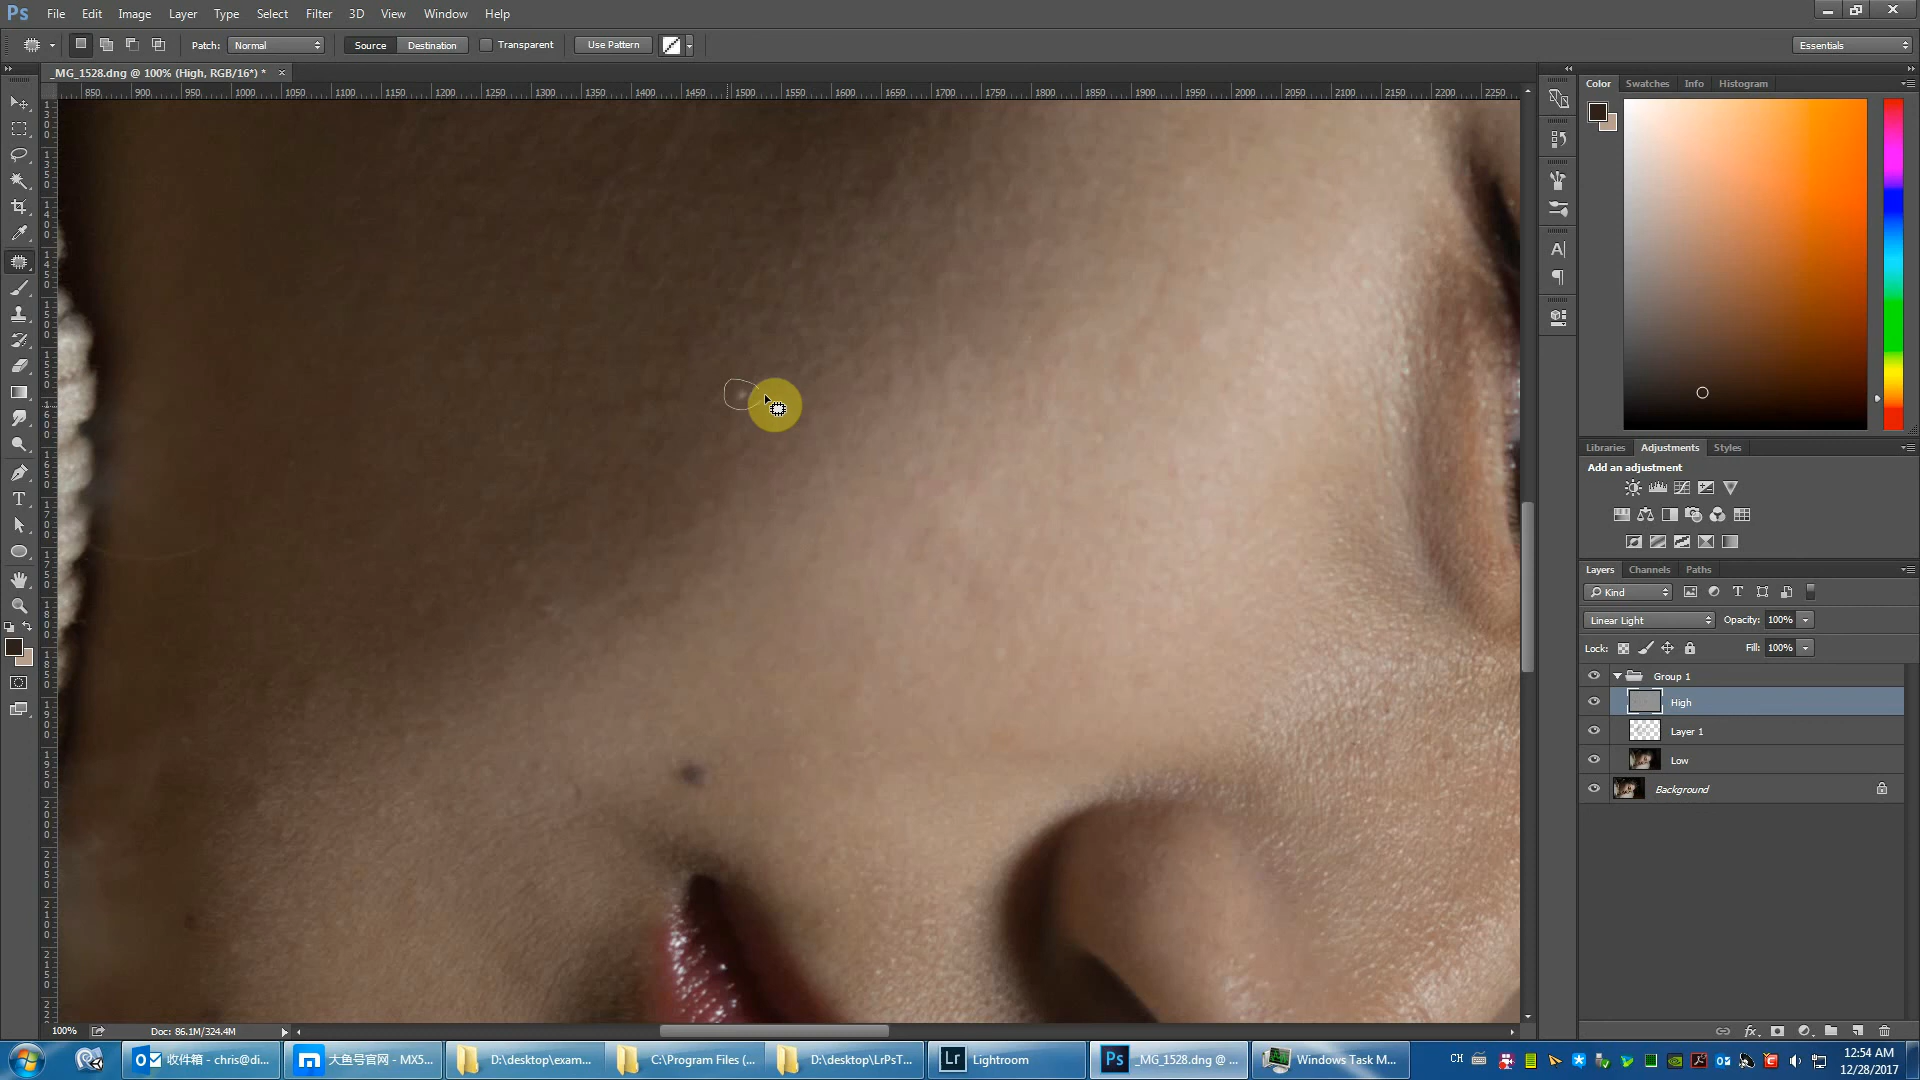 Ps File Edit Image Layer Type Select Filter 3D View Window Help
Patch: Normal Source Destination Transparent Use Pattern Essentials
_MG_1528.dng @ 100% (High, RGB/16*) * ×
850 900 950 1000 1050 1100 1150 1200 1250 1300 1350 1400 1450 1500 1550 1600 1650 1700 1750 1800 1850 1900 1950 2000 2050 2100 2150 2200 2250
Color Swatches Info Histogram
Libraries Adjustments Styles
Add an adjustment
Layers Channels Paths
Kind
Linear Light Opacity: 100%
Lock: Fill: 100%
Group 1
High
Layer 1
Low
Background
100% Doc: 86.1M/324.4M
收件箱 - chris@di...
大鱼号官网 - MX5...
D:\desktop\exam...
C:\Program Files (...
D:\desktop\LrPsT...
Lr Lightroom
Ps _MG_1528.dng @ ...
Windows Task M...
CH
12:54 AM
12/28/2017